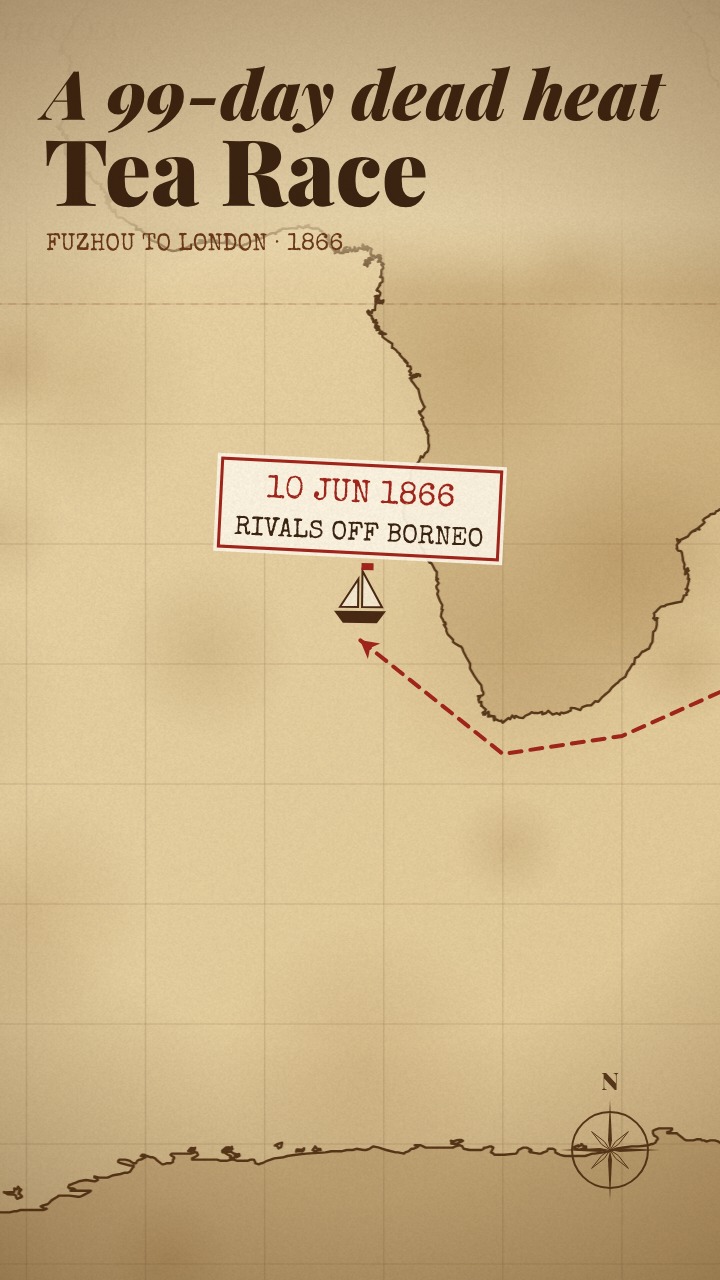 A 99-day dead heat
Tea Race
FUZHOU TO LONDON · 1866
10 JUN 1866
RIVALS OFF BORNEO
N